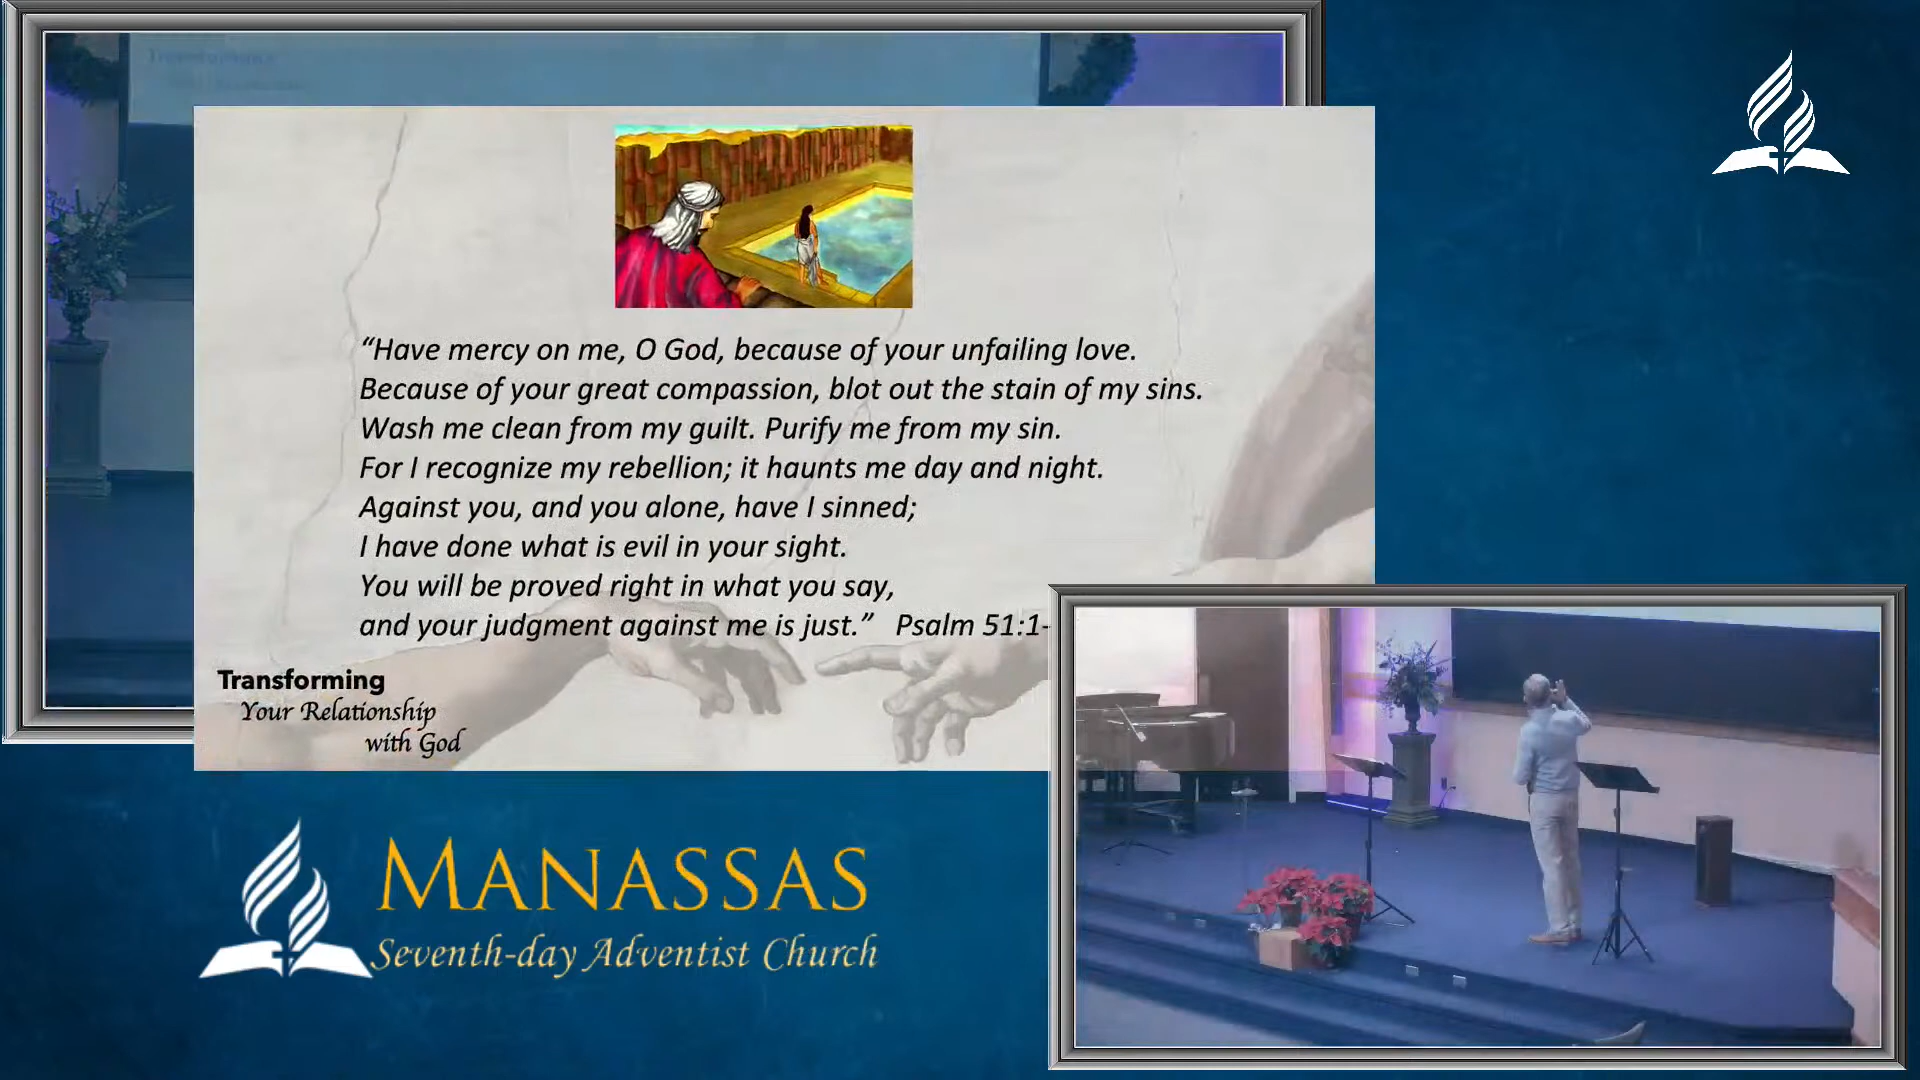 “Have mercy on me, O God, because of your unfailing love.
Because of your great compassion, blot out the stain of my sins.
Wash me clean from my guilt. Purify me from my sin.
For I recognize my rebellion; it haunts me day and night.
Against you, and you alone, have I sinned;
I have done what is evil in your sight.
You will be proved right in what you say,
and your judgment against me is just.” Psalm 51:1-
Transforming
Your Relationship
with God
MANASSAS
Seventh-day Adventist Church